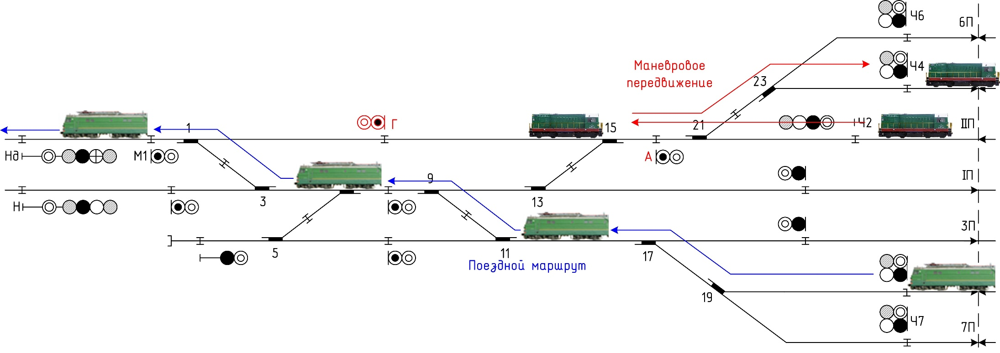 Ч6
6П
Маневровое
передвижение
Ч4
23
1
Г
15
21
Ч2
IIП
Нд
М1
А
9
IП
Н
3
13
3П
5
11
17
Поездной маршрут
19
Ч7
7П